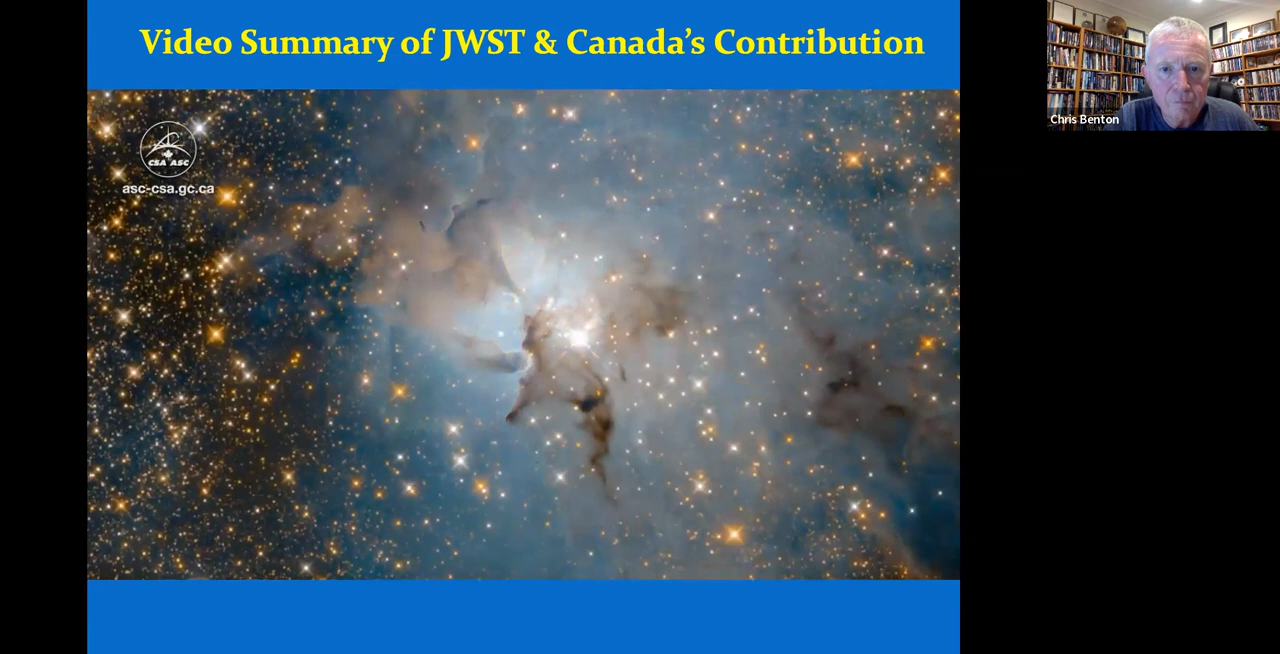 Video Summary of JWST & Canada's Contribution
CSA ASC
asc-csa.gc.ca
Chris Benton